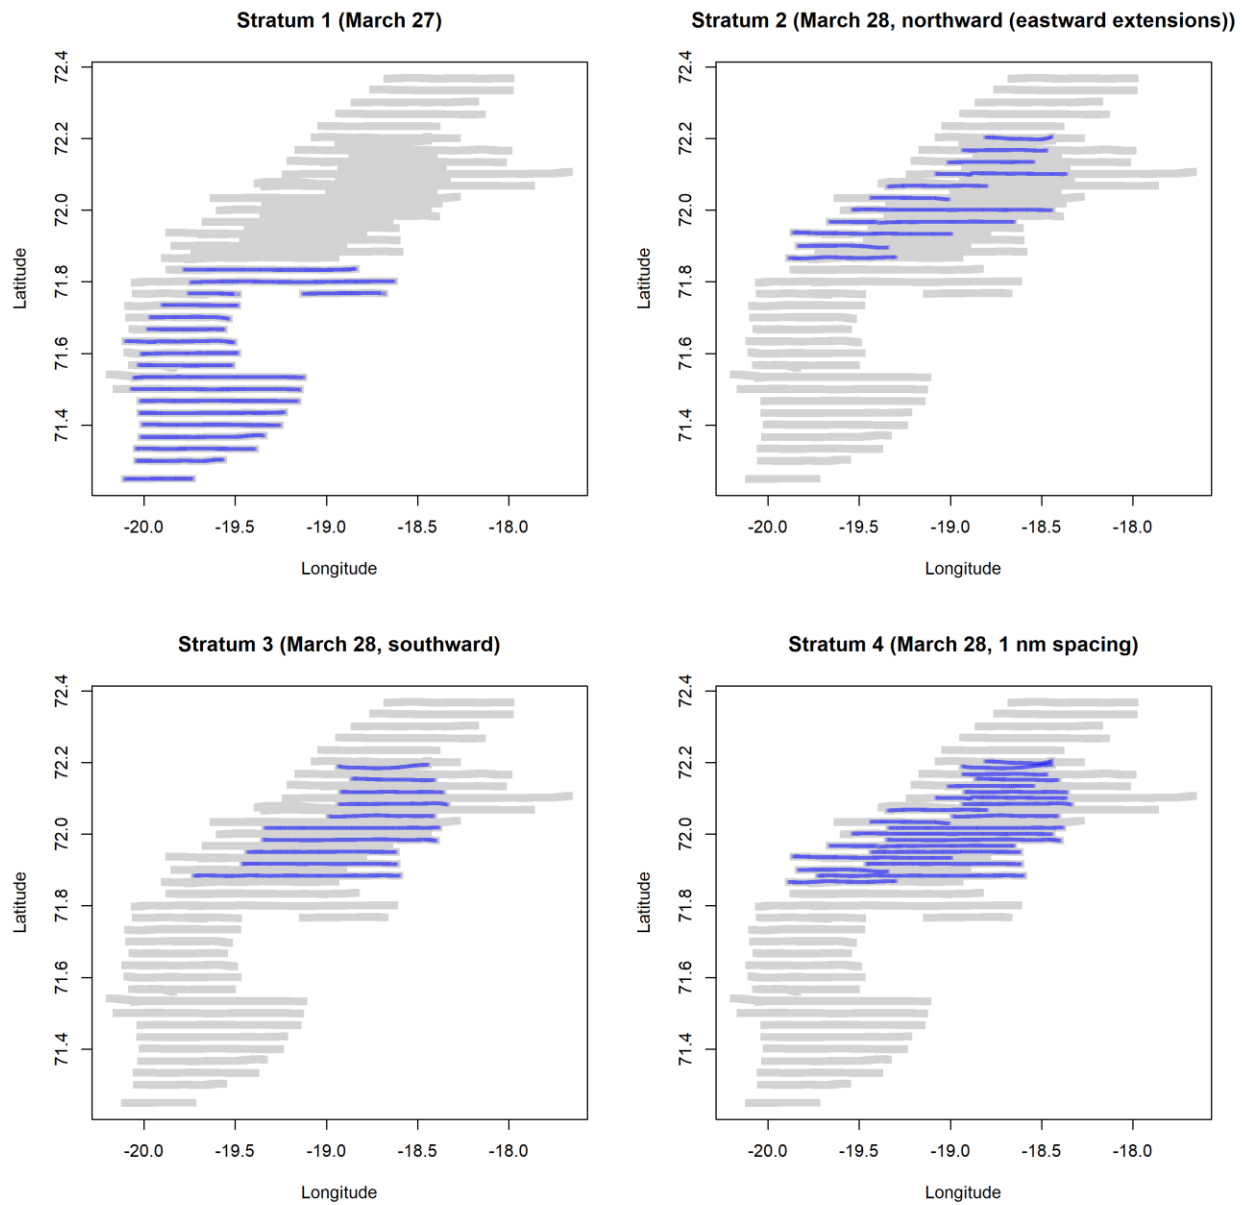 Stratum 1 (March 27)
72.4
72.2
72.0
71.8
71.6
71.4
Latitude
-20.0 -19.5 -19.0 -18.5 -18.0
Longitude
Stratum 2 (March 28, northward (eastward extensions))
72.4
72.2
72.0
71.8
71.6
71.4
Latitude
-20.0 -19.5 -19.0 -18.5 -18.0
Longitude
Stratum 3 (March 28, southward)
72.4
72.2
72.0
71.8
71.6
71.4
Latitude
-20.0 -19.5 -19.0 -18.5 -18.0
Longitude
Stratum 4 (March 28, 1 nm spacing)
72.4
72.2
72.0
71.8
71.6
71.4
Latitude
-20.0 -19.5 -19.0 -18.5 -18.0
Longitude